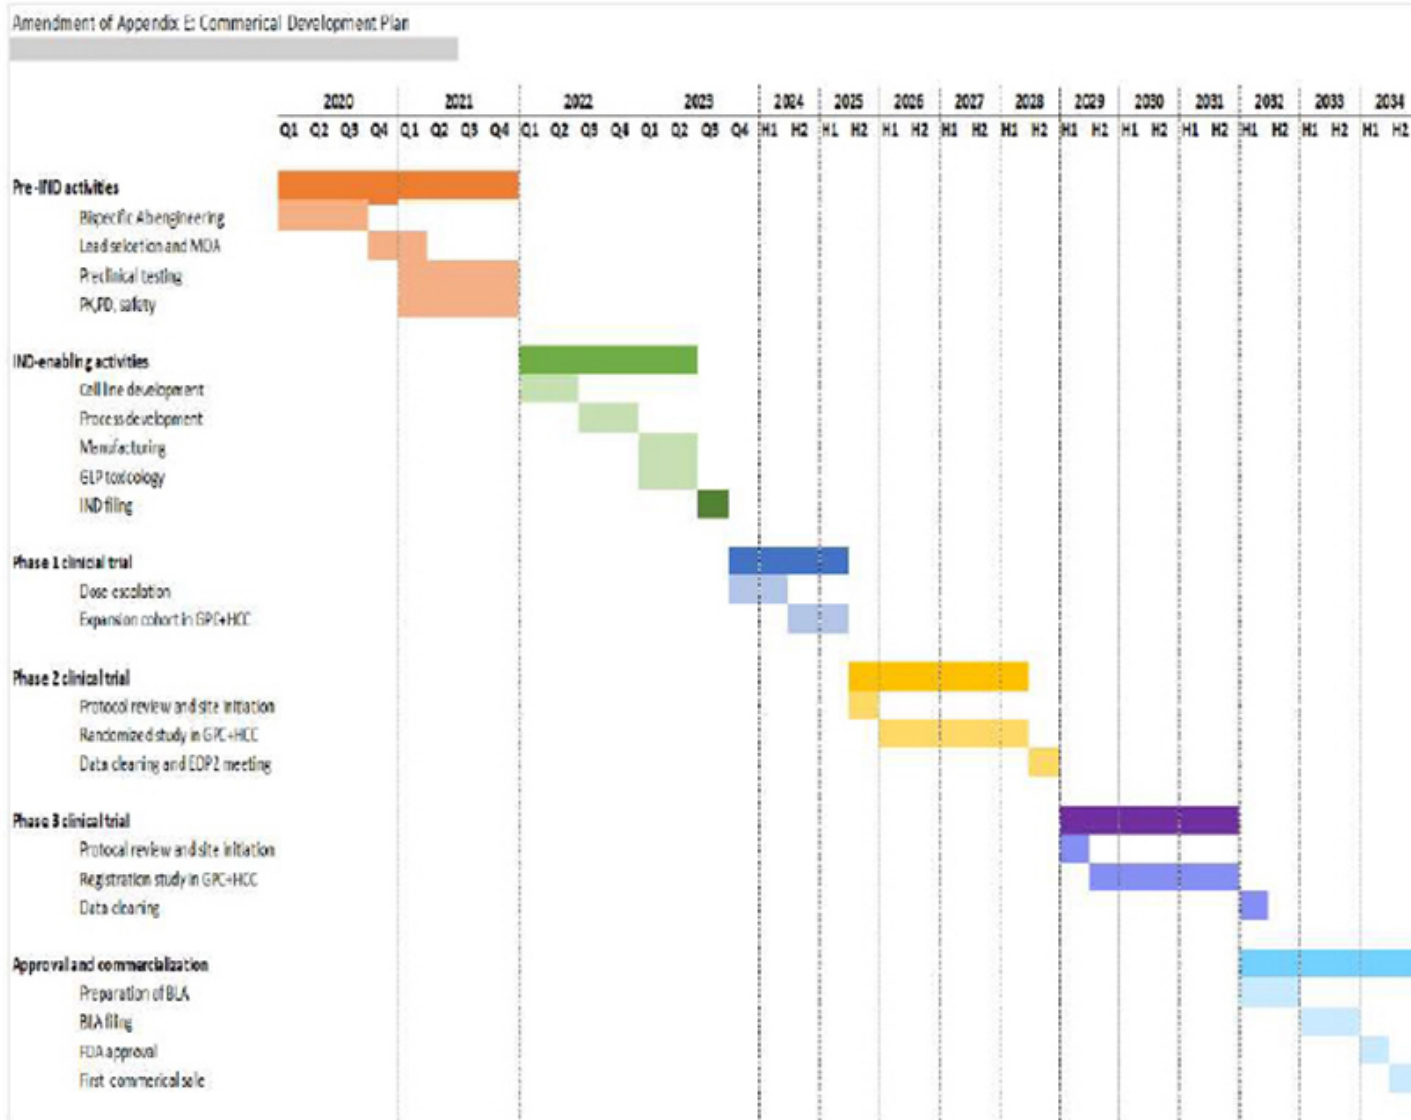 Amendment of Appendix E: Commerical Development Plan
2020 2021 2022 2023 2024 2025 2026 2027 2028 2029 2030 2031 2032 2033 2034
Q1 Q2 Q3 Q4 Q1 Q2 Q3 Q4 Q1 Q2 Q3 Q4 Q1 Q2 Q3 Q4 H1 H2 H1 H2 H1 H2 H1 H2 H1 H2 H1 H2 H1 H2 H1 H2 H1 H2 H1 H2 H1 H2
Pre-IND activities
Bispecific Ab engineering
Lead selcetion and MOA
Preclinical testing
PK,PD, safety
IND-enabling activities
Cell line development
Process development
Manufacturing
GLP toxicology
IND filing
Phase 1 clinicial trial
Dose escalation
Expansion cohort in GPC+HCC
Phase 2 clinical trial
Protocol review and site initiation
Randomized study in GPC+HCC
Data cleaning and EOP2 meeting
Phase 3 clinical trial
Protocal review and site initiation
Registration study in GPC+HCC
Data cleaning
Approval and commercialization
Preparation of BLA
BLA filing
FDA approval
First commerical sale